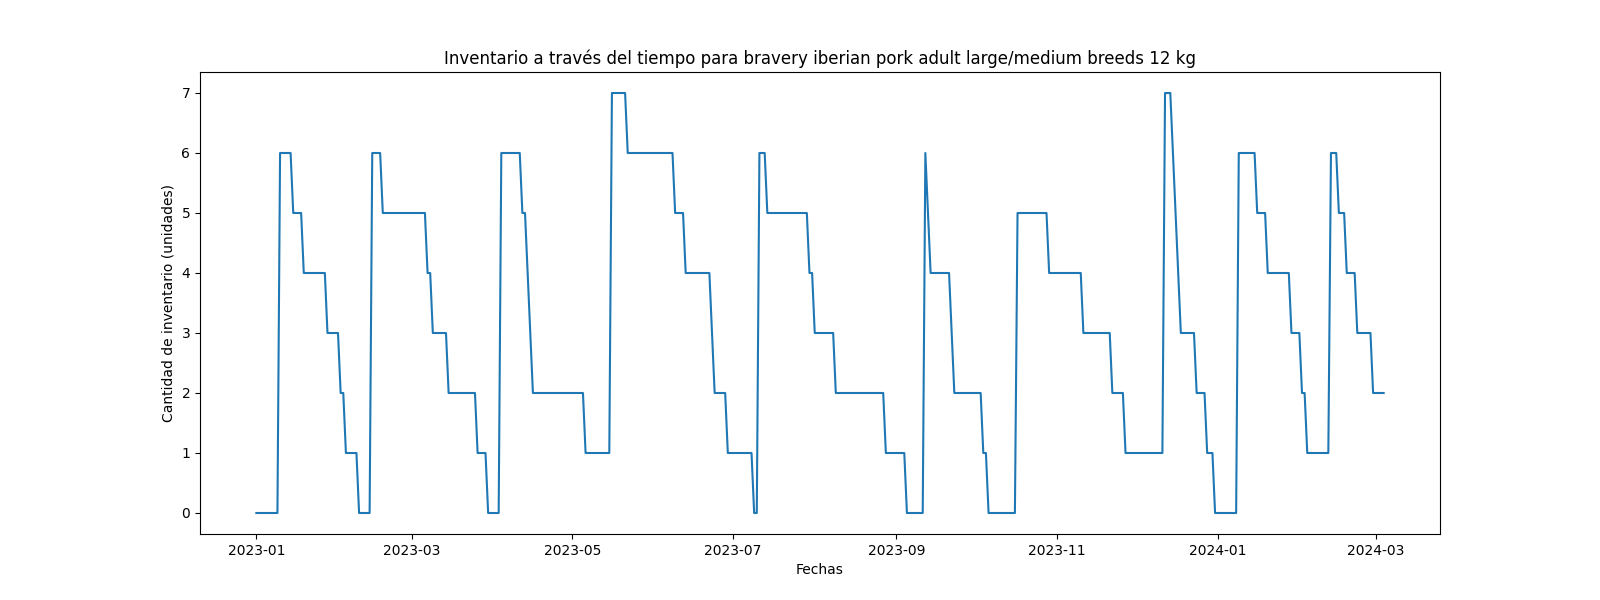 Inventario a través del tiempo para bravery iberian pork adult large/medium breeds 12 kg
Cantidad de inventario (unidades)
7
6
5
4
3
2
1
0
2023-01 2023-03 2023-05 2023-07 2023-09 2023-11 2024-01 2024-03
Fechas